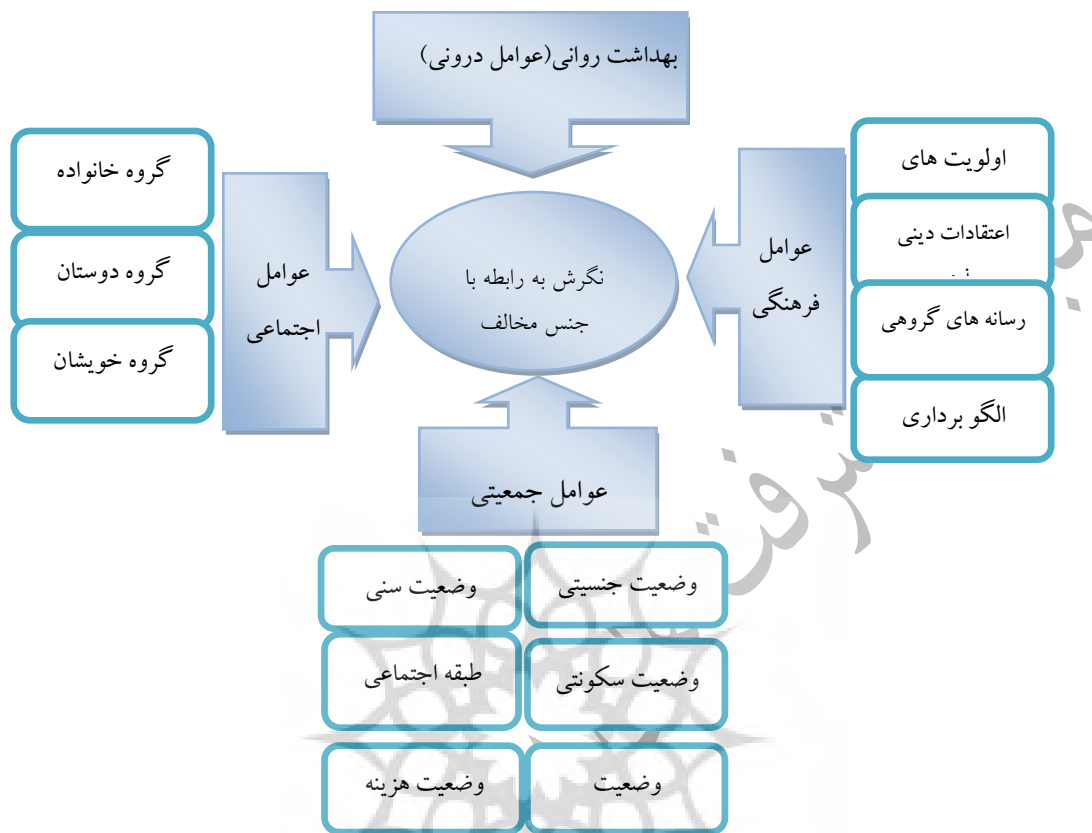 بهداشت روانی(عوامل درونی)
اولویت های
اعتقادات دینی
رسانه های گروهی
الگو برداری
عوامل
فرهنگی
نگرش به رابطه با
جنس مخالف
عوامل
اجتماعی
گروه خانواده
گروه دوستان
گروه خویشان
عوامل جمعیتی
وضعیت جنسیتی
وضعیت سنی
وضعیت سکونتی
طبقه اجتماعی
وضعیت
وضعیت هزینه